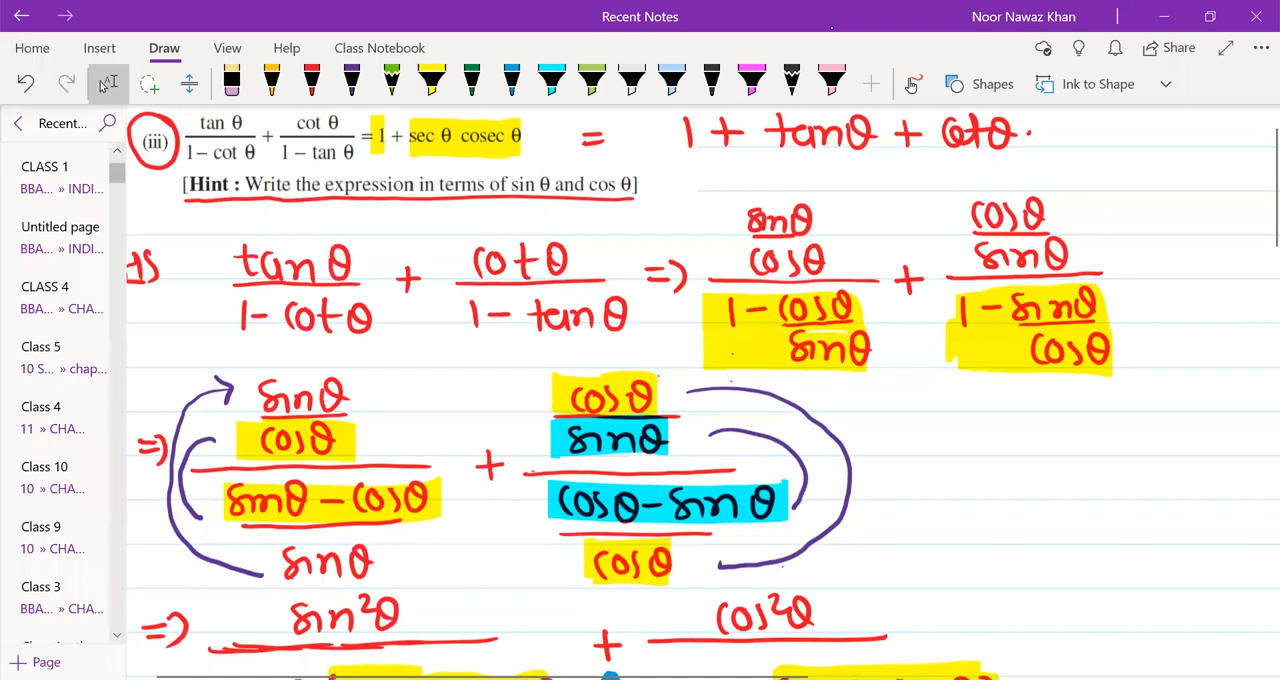 Recent Notes
Noor Nawaz Khan
Home Insert Draw View Help Class Notebook Share
Shapes Ink to Shape
Recent...
CLASS 1
BBA... » INDI...
Untitled page
BBA... » INDI...
CLASS 4
BBA... » CHA...
Class 5
10 S... » chap...
Class 4
11 » CHA...
Class 10
10 » CHA...
Class 9
10 » CHA...
Class 3
BBA... » CHA...
+ Page
(iii) tan θ / 1 – cot θ + cot θ / 1 – tan θ = 1 + sec θ cosec θ = 1 + tanθ + cotθ.
[Hint : Write the expression in terms of sin θ and cos θ]
tan θ / 1 - cot θ + cot θ / 1 - tan θ => sinθ / cosθ / 1 - cosθ / sinθ + cosθ / sinθ / 1 - sinθ / cosθ
=> sinθ / cosθ / sinθ - cosθ / sinθ + cosθ / sinθ / cosθ - sinθ / cosθ
=> sin²θ + cos²θ